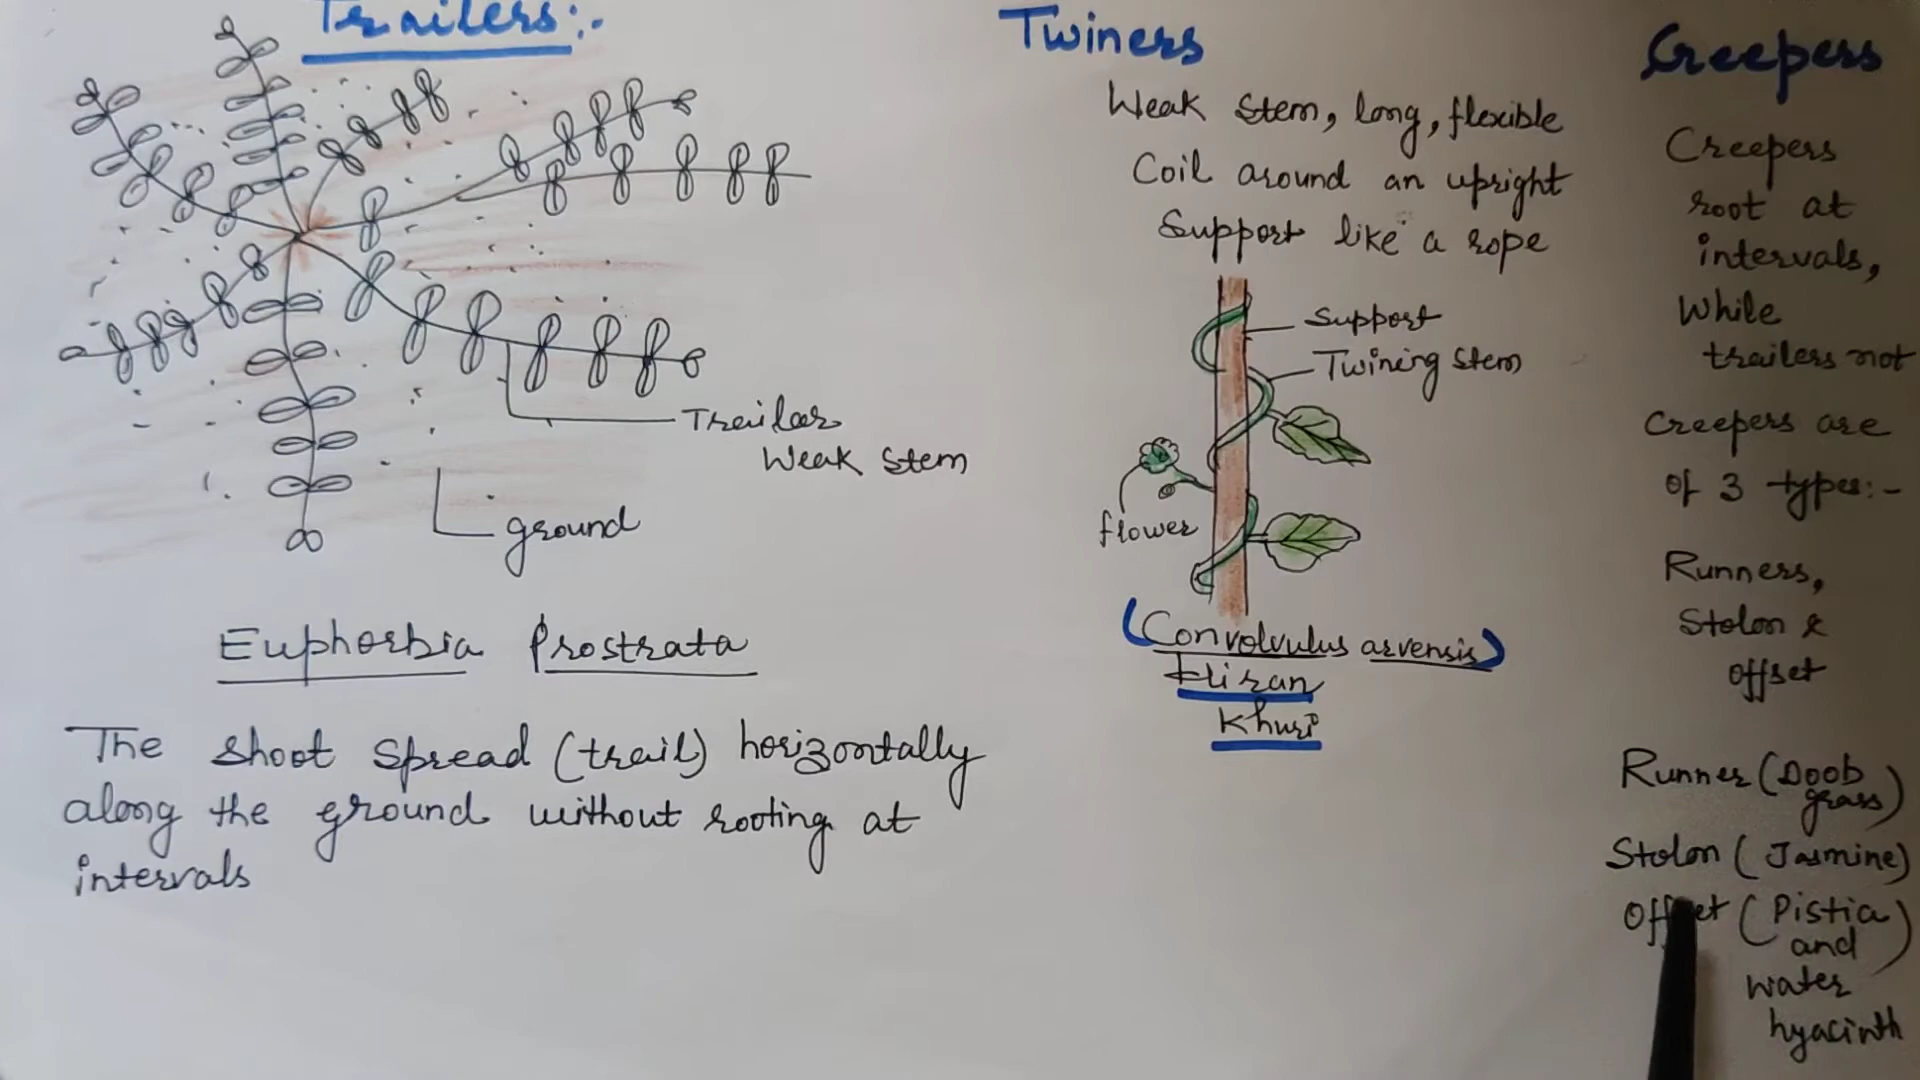 Trailers:-
Trailer
Weak stem
ground
Euphorbia Prostrata
The shoot spread (trail) horizontally
along the ground without rooting at
intervals
Twiners
Weak stem, long, flexible
Coil around an upright
Support like a rope
Support
Twining stem
flower
(Convolvulus arvensis)
Hiran
Khuri
Creepers
Creepers
root at
intervals,
While
trailers not
Creepers are
of 3 types:-
Runners,
Stolon &
offset
Runner (Doob
grass)
Stolon (Jasmine)
Offset (Pistia
and)
water
hyacinth